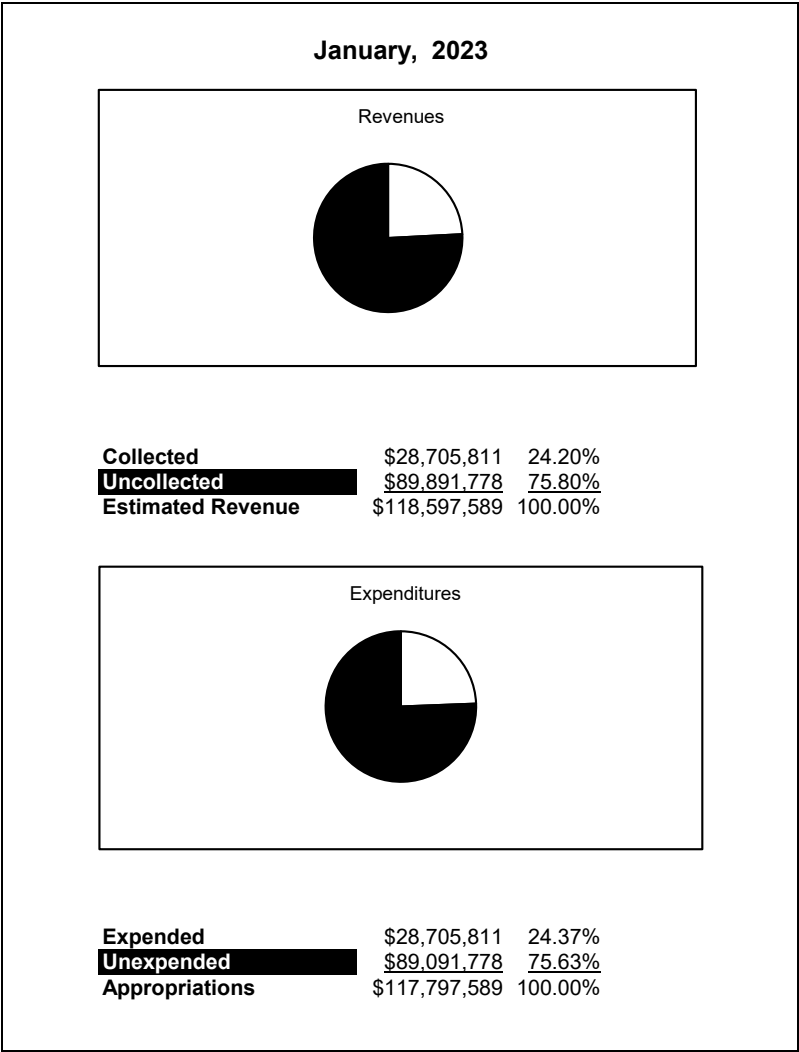 January, 2023
Revenues
Collected $28,705,811 24.20%
Uncollected $89,891,778 75.80%
Estimated Revenue $118,597,589 100.00%
Expenditures
Expended $28,705,811 24.37%
Unexpended $89,091,778 75.63%
Appropriations $117,797,589 100.00%